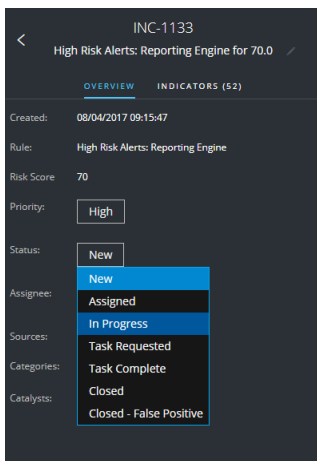 INC-1133
High Risk Alerts: Reporting Engine for 70.0
OVERVIEW INDICATORS (52)
Created: 08/04/2017 09:15:47
Rule: High Risk Alerts: Reporting Engine
Risk Score 70
Priority: High
Status: New
New
Assigned
Assignee:
In Progress
Task Requested
Sources:
Task Complete
Categories:
Closed
Catalysts:
Closed - False Positive